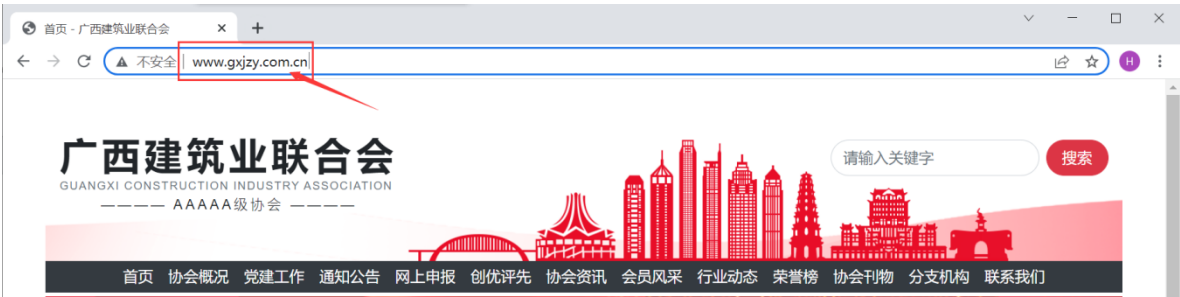 首页 - 广西建筑业联合会
不安全 | www.gxjzy.com.cn
H
广西建筑业联合会
GUANGXI CONSTRUCTION INDUSTRY ASSOCIATION
———— AAAAA级协会 ————
请输入关键字 搜索
首页 协会概况 党建工作 通知公告 网上申报 创优评先 协会资讯 会员风采 行业动态 荣誉榜 协会刊物 分支机构 联系我们